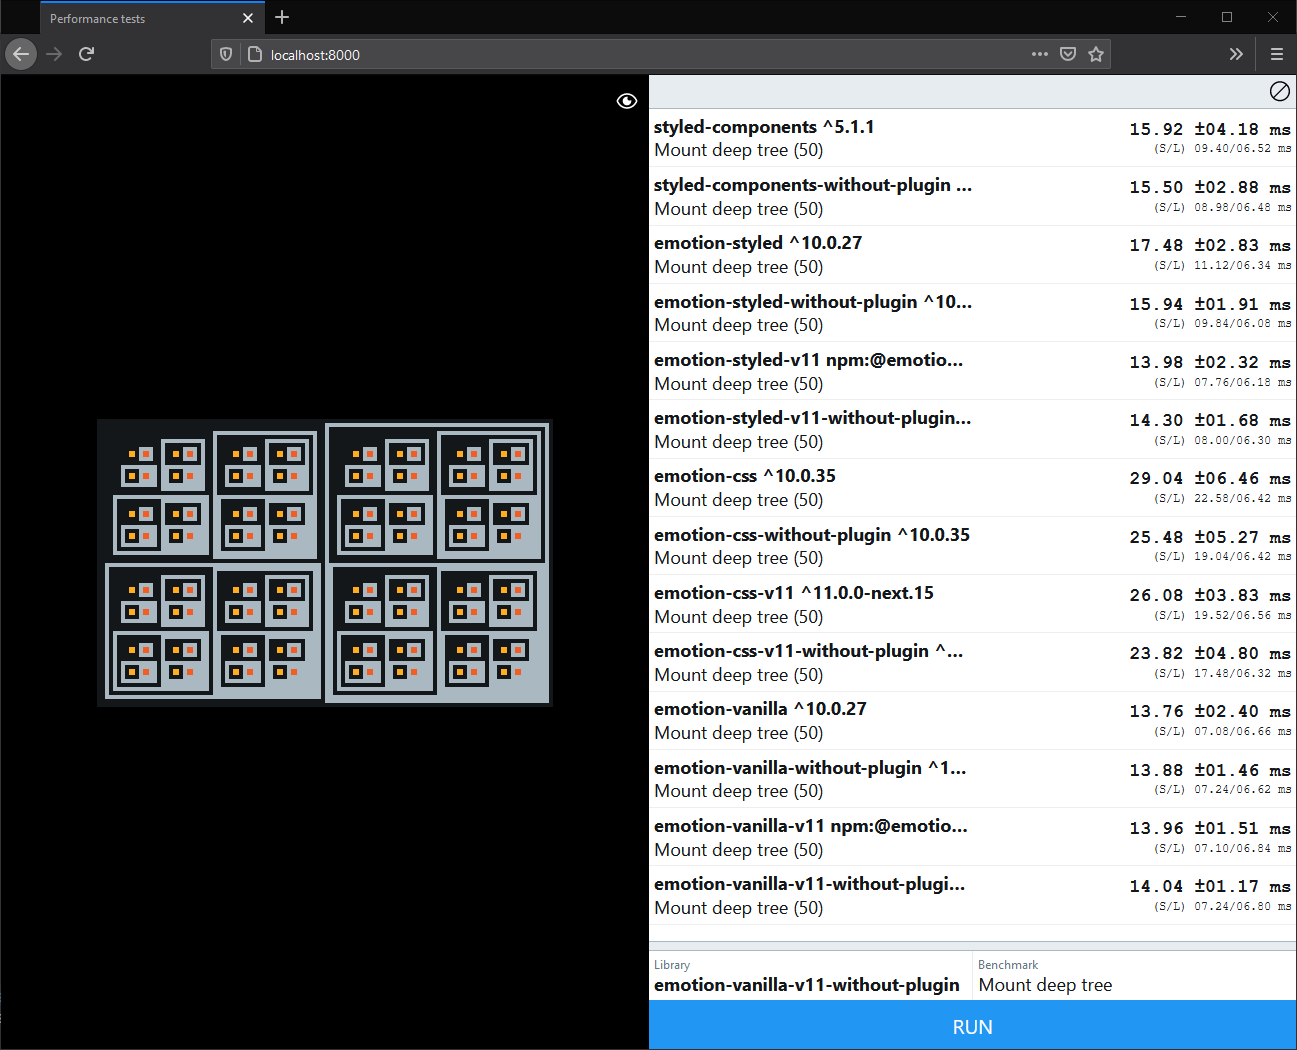 Performance tests
localhost:8000
styled-components ^5.1.1
15.92 ±04.18 ms
Mount deep tree (50)
(S/L) 09.40/06.52 ms
styled-components-without-plugin ...
15.50 ±02.88 ms
Mount deep tree (50)
(S/L) 08.98/06.48 ms
emotion-styled ^10.0.27
17.48 ±02.83 ms
Mount deep tree (50)
(S/L) 11.12/06.34 ms
emotion-styled-without-plugin ^10...
15.94 ±01.91 ms
Mount deep tree (50)
(S/L) 09.84/06.08 ms
emotion-styled-v11 npm:@emotio...
13.98 ±02.32 ms
Mount deep tree (50)
(S/L) 07.76/06.18 ms
emotion-styled-v11-without-plugin...
14.30 ±01.68 ms
Mount deep tree (50)
(S/L) 08.00/06.30 ms
emotion-css ^10.0.35
29.04 ±06.46 ms
Mount deep tree (50)
(S/L) 22.58/06.42 ms
emotion-css-without-plugin ^10.0.35
25.48 ±05.27 ms
Mount deep tree (50)
(S/L) 19.04/06.42 ms
emotion-css-v11 ^11.0.0-next.15
26.08 ±03.83 ms
Mount deep tree (50)
(S/L) 19.52/06.56 ms
emotion-css-v11-without-plugin ^...
23.82 ±04.80 ms
Mount deep tree (50)
(S/L) 17.48/06.32 ms
emotion-vanilla ^10.0.27
13.76 ±02.40 ms
Mount deep tree (50)
(S/L) 07.08/06.66 ms
emotion-vanilla-without-plugin ^1...
13.88 ±01.46 ms
Mount deep tree (50)
(S/L) 07.24/06.62 ms
emotion-vanilla-v11 npm:@emotio...
13.96 ±01.51 ms
Mount deep tree (50)
(S/L) 07.10/06.84 ms
emotion-vanilla-v11-without-plugi...
14.04 ±01.17 ms
Mount deep tree (50)
(S/L) 07.24/06.80 ms
Library
emotion-vanilla-v11-without-plugin
Benchmark
Mount deep tree
RUN